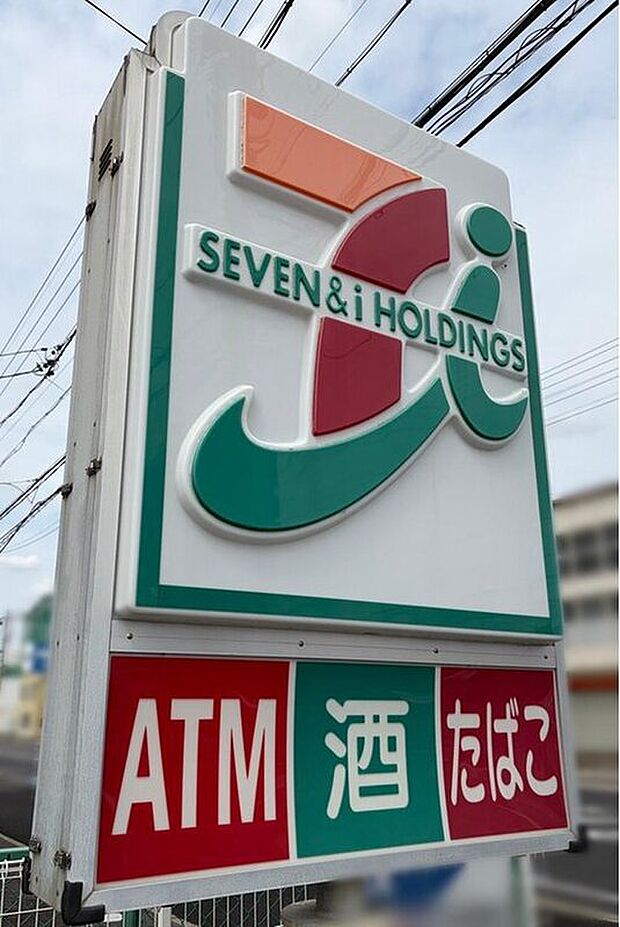 SEVEN&i HOLDINGS
ATM 酒 たばこ